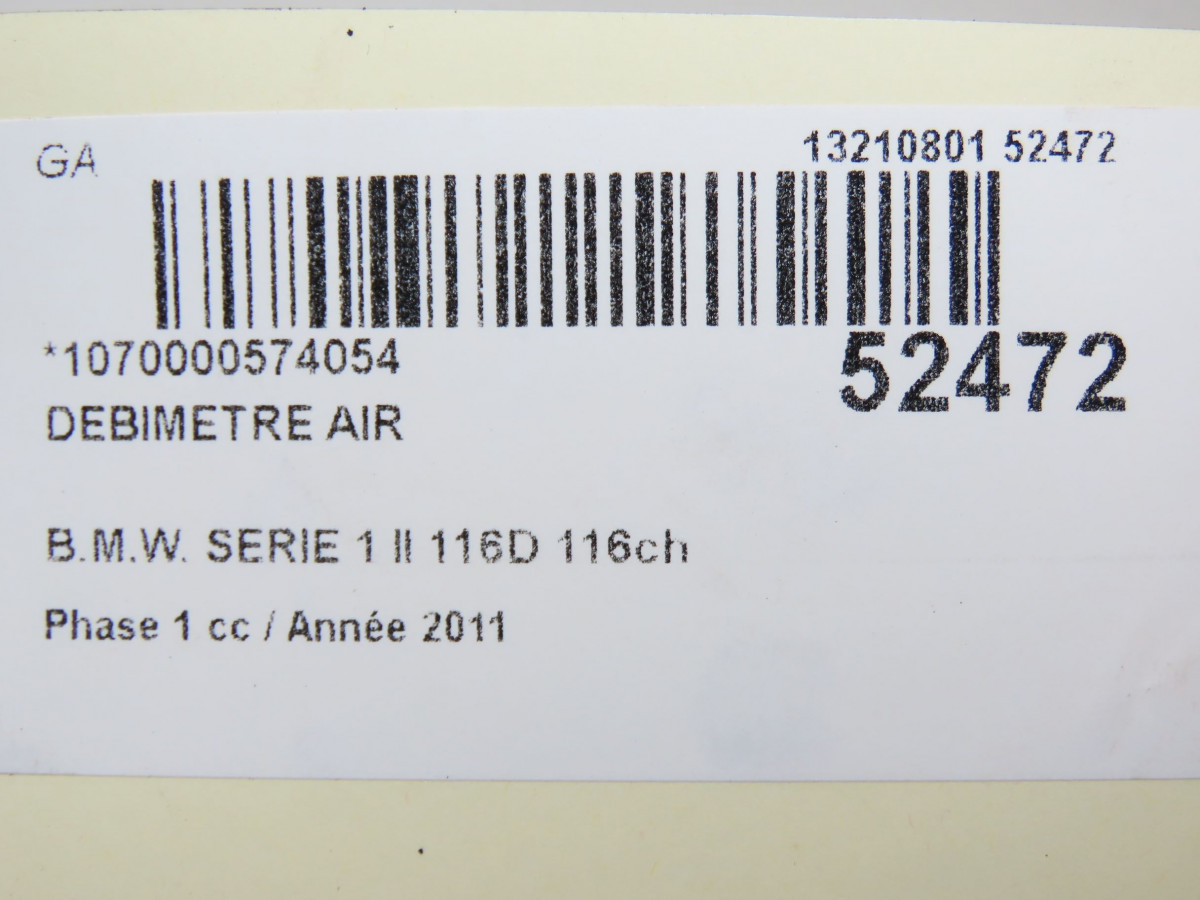 GA
13210801 52472
*1070000574054
52472
DEBIMETRE AIR
B.M.W. SERIE 1 II 116D 116ch
Phase 1 cc / Année 2011